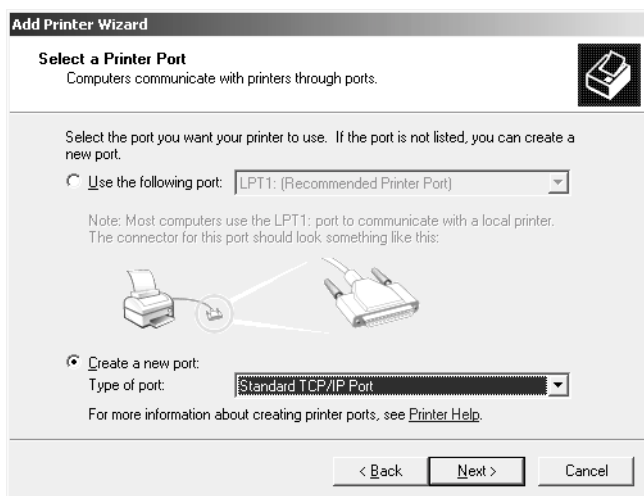 Add Printer Wizard
Select a Printer Port
Computers communicate with printers through ports.
Select the port you want your printer to use. If the port is not listed, you can create a
new port.
Use the following port: LPT1: (Recommended Printer Port)
Note: Most computers use the LPT1: port to communicate with a local printer.
The connector for this port should look something like this:
Create a new port:
Type of port: Standard TCP/IP Port
For more information about creating printer ports, see Printer Help.
< Back Next > Cancel